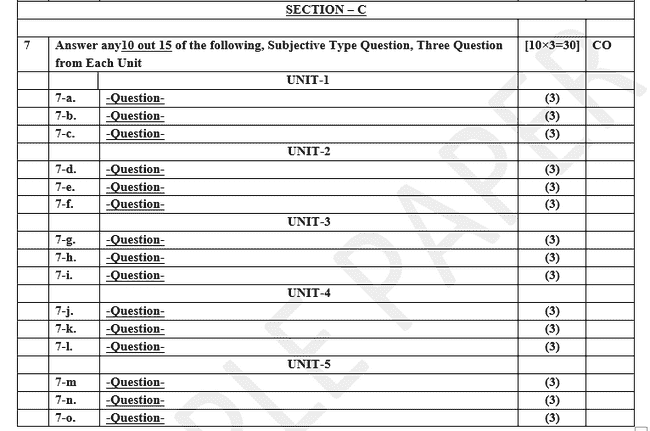 SECTION – C
7 Answer any10 out 15 of the following, Subjective Type Question, Three Question [10×3=30] CO
from Each Unit
UNIT-1
7-a. -Question- (3)
7-b. -Question- (3)
7-c. -Question- (3)
UNIT-2
7-d. -Question- (3)
7-e. -Question- (3)
7-f. -Question- (3)
UNIT-3
7-g. -Question- (3)
7-h. -Question- (3)
7-i. -Question- (3)
UNIT-4
7-j. -Question- (3)
7-k. -Question- (3)
7-l. -Question- (3)
UNIT-5
7-m -Question- (3)
7-n. -Question- (3)
7-o. -Question- (3)
PLE PAPER